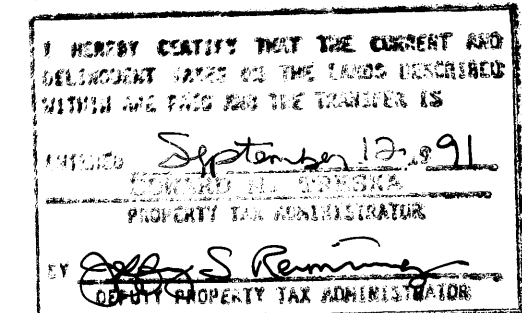 I HEREBY CERTIFY THAT THE CURRENT AND
DELINQUENT TAXES ON THE LANDS DESCRIBED
WITHIN ARE PAID AND THE TRANSFER IS
ENTERED September 12, 1991
EDWARD H.
PROPERTY TAX ADMINISTRATOR
BY Jeffrey S
DEPUTY PROPERTY TAX ADMINISTRATOR